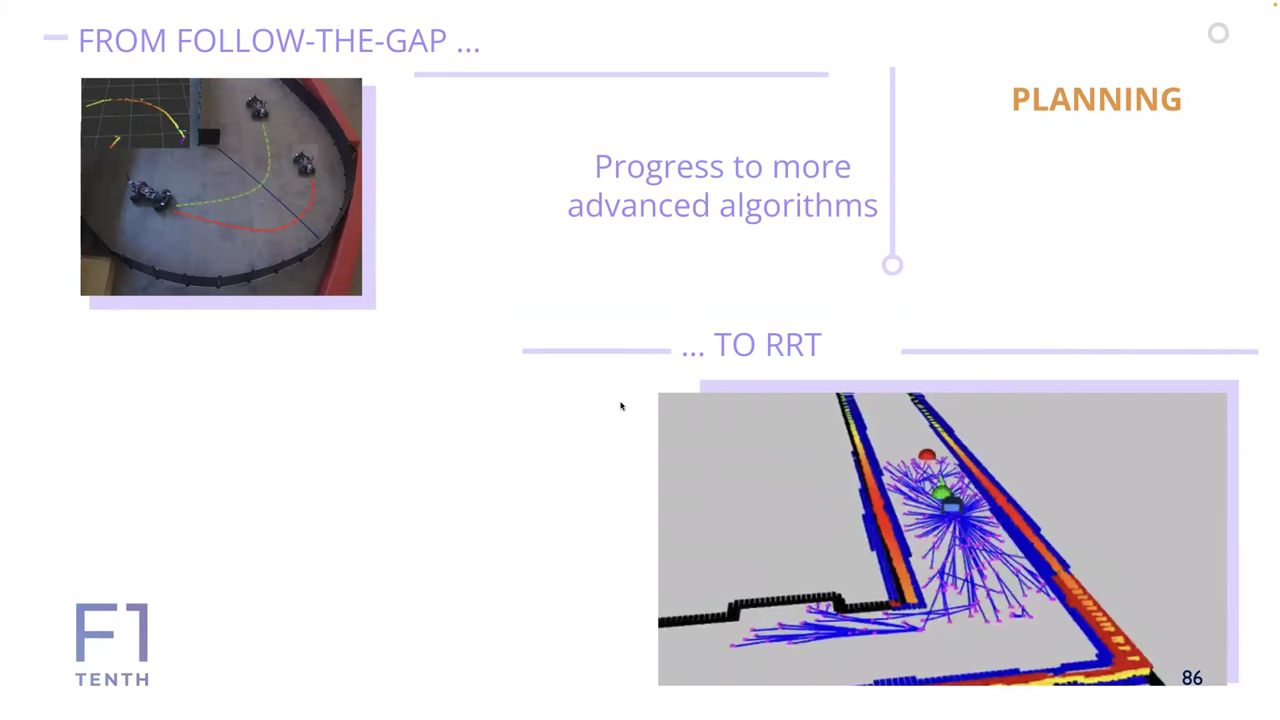 FROM FOLLOW-THE-GAP ...
PLANNING
Progress to more
advanced algorithms
... TO RRT
F1
TENTH
86